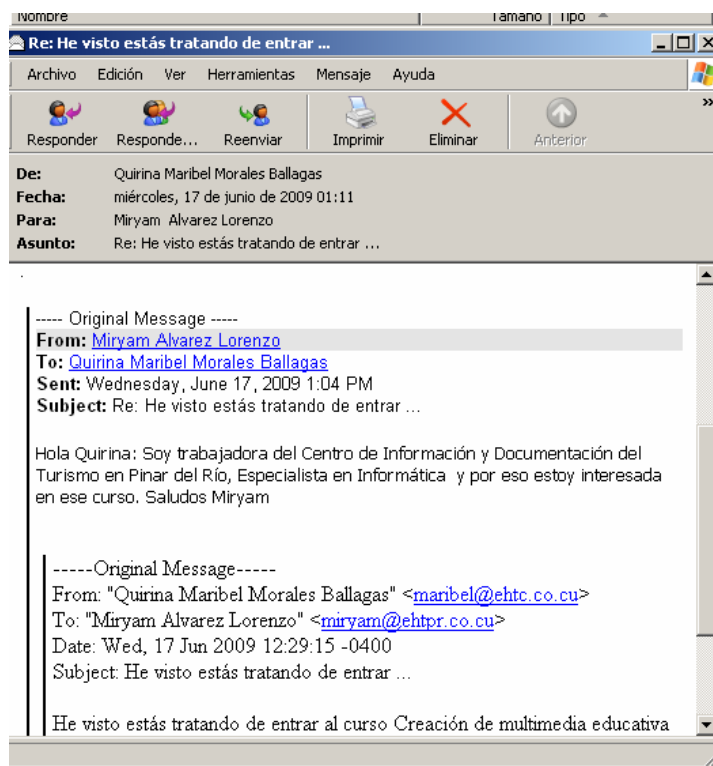 Nombre Tamaño Tipo
Re: He visto estás tratando de entrar ...
Archivo Edición Ver Herramientas Mensaje Ayuda
»
Responder Responde... Reenviar Imprimir Eliminar Anterior
De: Quirina Maribel Morales Ballagas
Fecha: miércoles, 17 de junio de 2009 01:11
Para: Miryam Alvarez Lorenzo
Asunto: Re: He visto estás tratando de entrar ...
.
----- Original Message -----
From: Miryam Alvarez Lorenzo
To: Quirina Maribel Morales Ballagas
Sent: Wednesday, June 17, 2009 1:04 PM
Subject: Re: He visto estás tratando de entrar ...
Hola Quirina: Soy trabajadora del Centro de Información y Documentación del
Turismo en Pinar del Río, Especialista en Informática y por eso estoy interesada
en ese curso. Saludos Miryam
-----Original Message-----
From: "Quirina Maribel Morales Ballagas" <maribel@ehtc.co.cu>
To: "Miryam Alvarez Lorenzo" <miryam@ehtpr.co.cu>
Date: Wed, 17 Jun 2009 12:29:15 -0400
Subject: He visto estás tratando de entrar ...
He visto estás tratando de entrar al curso Creación de multimedia educativa